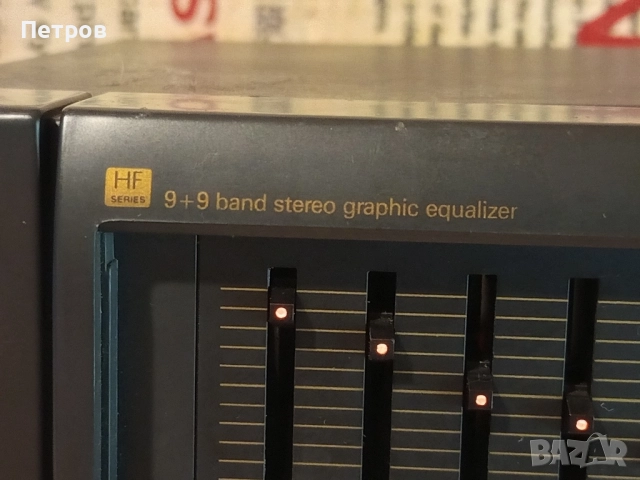 Петров
HF
SERIES
9+9 band stereo graphic equalizer
BAZAR